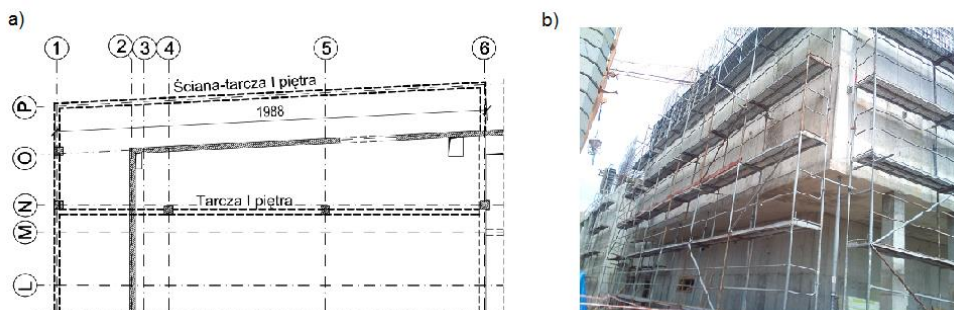 a)
b)
1 2 3 4 5 6
Ściana-tarcza I piętra
P
1988
O
Tarcza I piętra
N
M
L